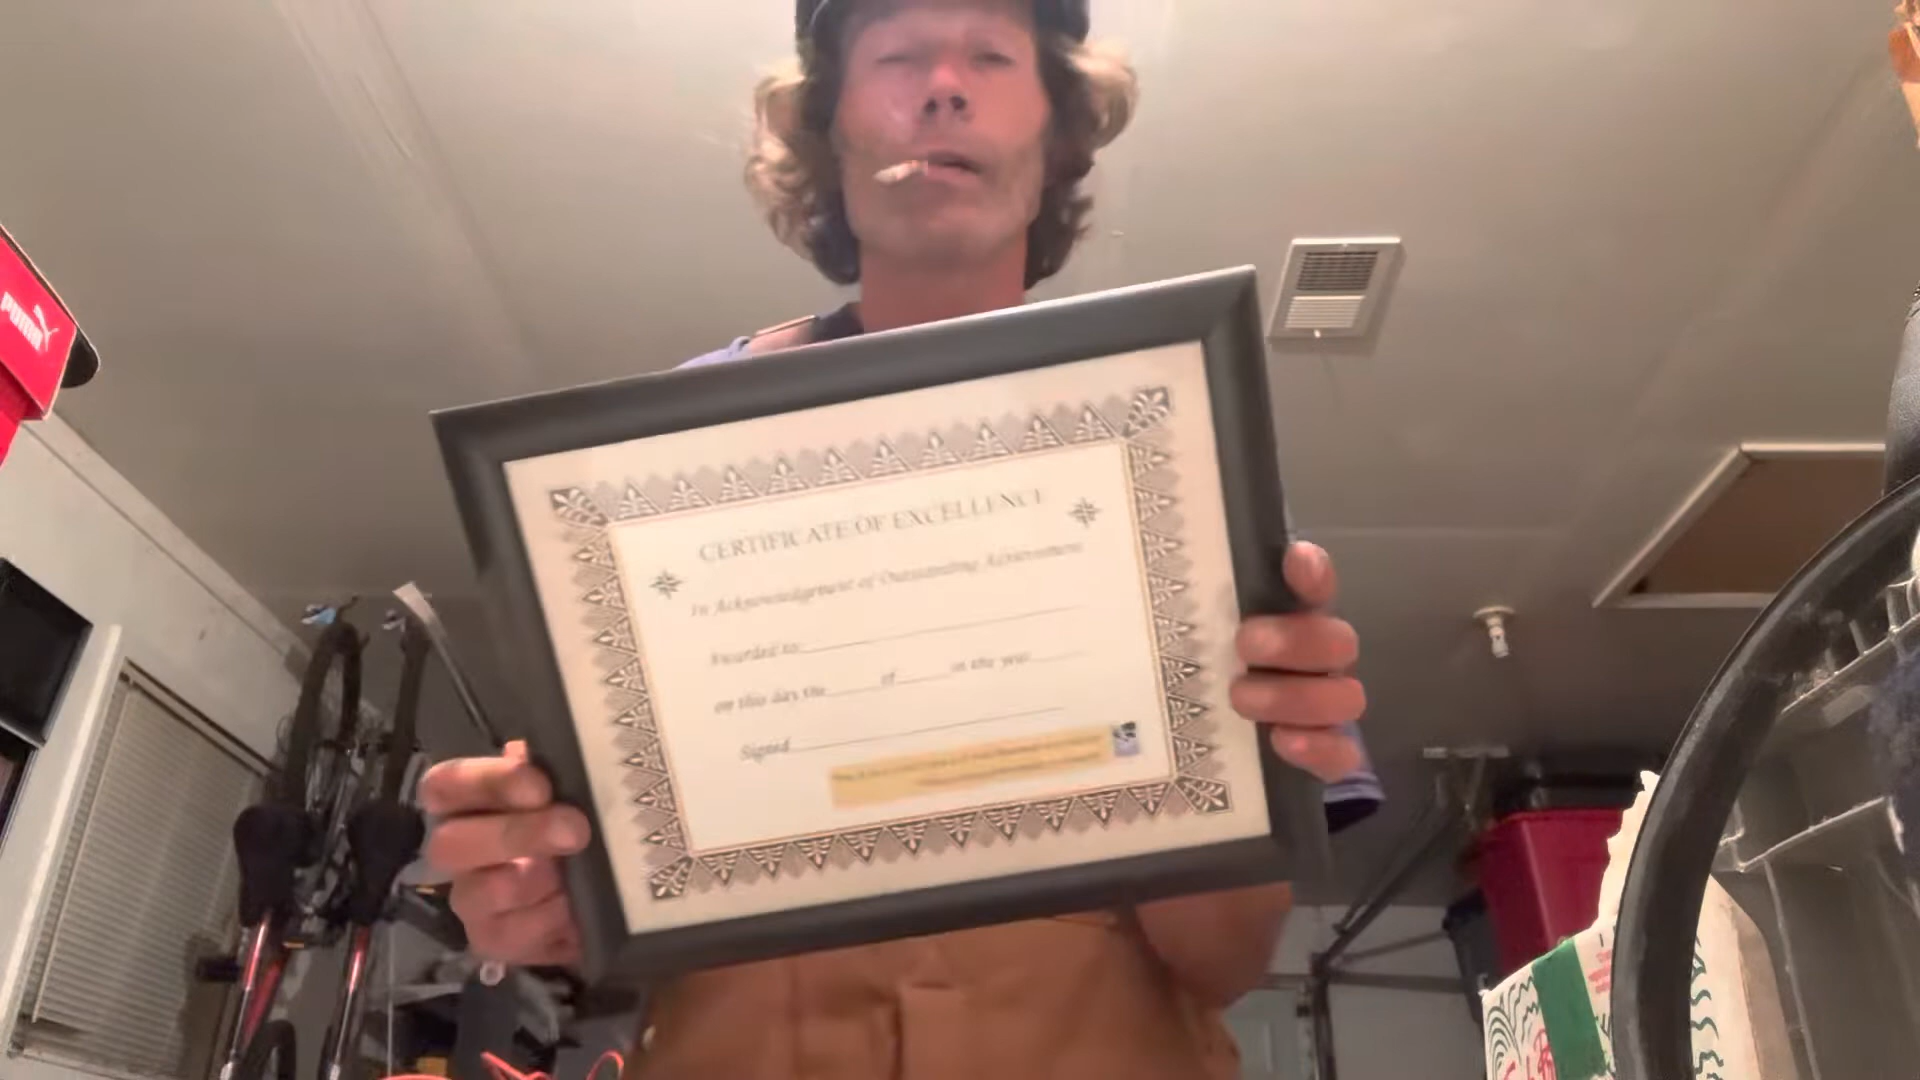 PUMA
CERTIFICATE OF EXCELLENCE
In Acknowledgement of Outstanding Achievement
Awarded to:
on this day the of in the year
Signed